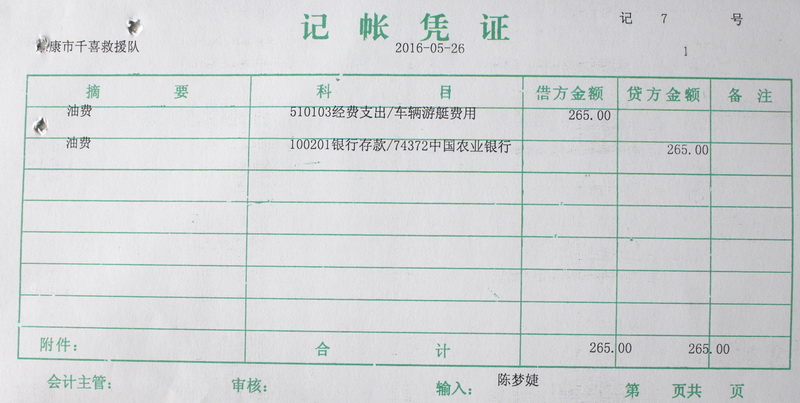 记帐凭证
记 7 号
康市千喜救援队
2016-05-26
1
摘要 科目 借方金额 贷方金额 备注
油费 510103经费支出/车辆游艇费用 265.00
油费 100201银行存款/74372中国农业银行 265.00
附件: 合计 265.00 265.00
会计主管: 审核: 输入: 陈梦婕 第 页共 页